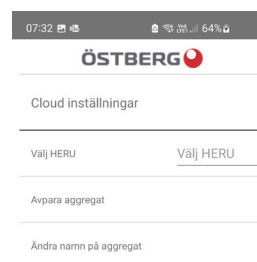 07:32 64%
ÖSTBERG
Cloud inställningar
Välj HERU Välj HERU
Avpara aggregat
Ändra namn på aggregat